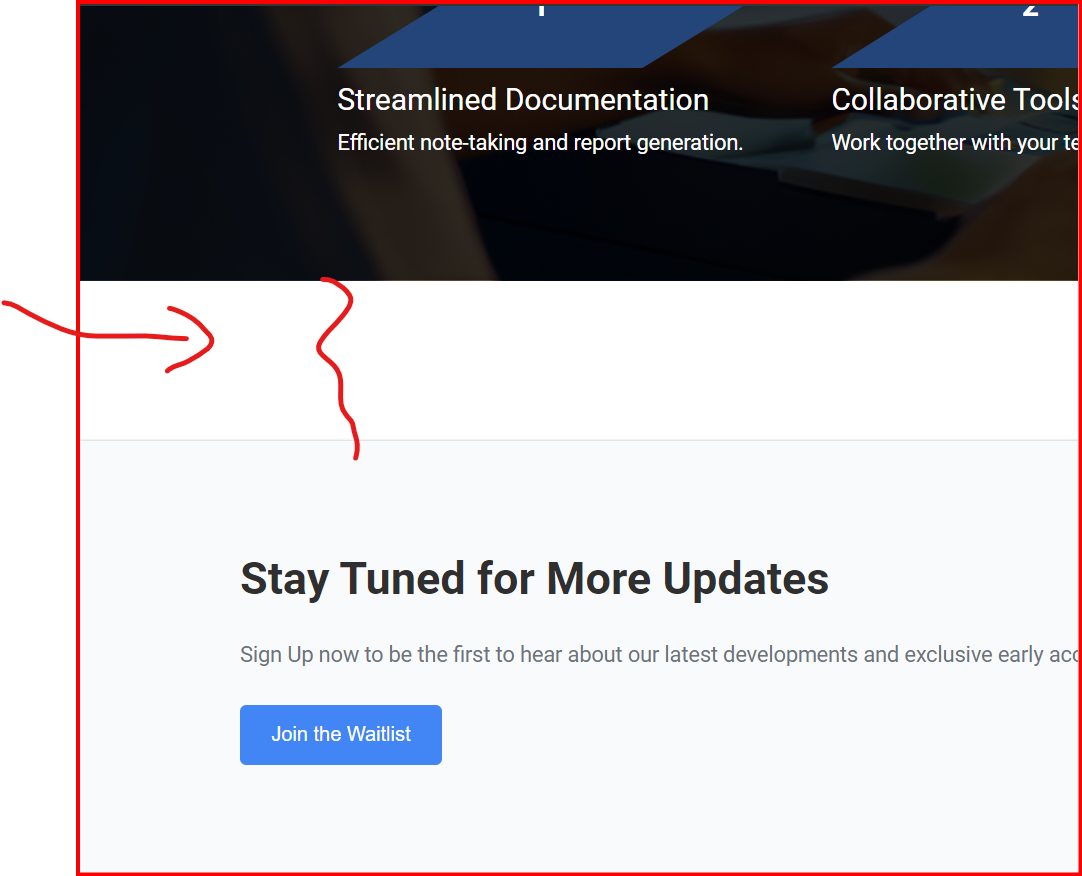 1 2
Streamlined Documentation Collaborative Tools
Efficient note-taking and report generation. Work together with your te
Stay Tuned for More Updates
Sign Up now to be the first to hear about our latest developments and exclusive early acc
Join the Waitlist